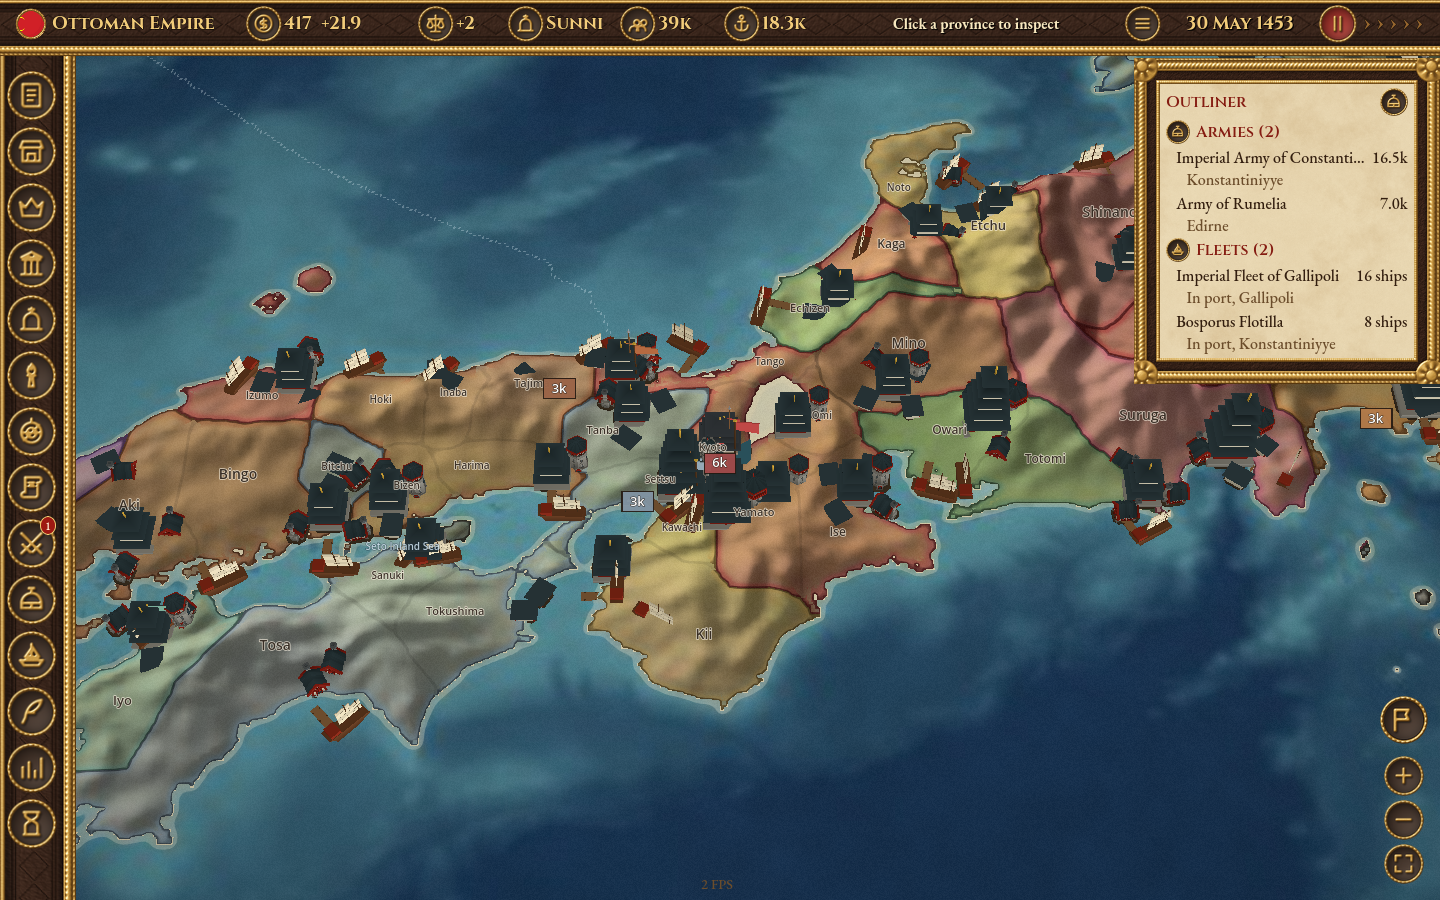 OTTOMAN EMPIRE
417 +21.9
+2
SUNNI
39K
18.3K
Click a province to inspect
30 MAY 1453
OUTLINER
ARMIES (2)
Imperial Army of Constanti... 16.5k
Konstantiniyye
Army of Rumelia 7.0k
Edirne
FLEETS (2)
Imperial Fleet of Gallipoli 16 ships
In port, Gallipoli
Bosporus Flotilla 8 ships
In port, Konstantiniyye
Noto
Shinano
Etchu
Kaga
Echizen
Mino
Tango
Tajim
3k
Izumo
Hoki
Inaba
Omi
Suruga
3k
Tanba
Owari
Kyoto
6k
Totomi
Bingo
Bitchu
Harima
Bizen
Settsu
3k
Aki
Kawachi
Yamato
Ise
1
Seto Inland Sea
Sanuki
Tokushima
Tosa
Kii
Iyo
2 FPS